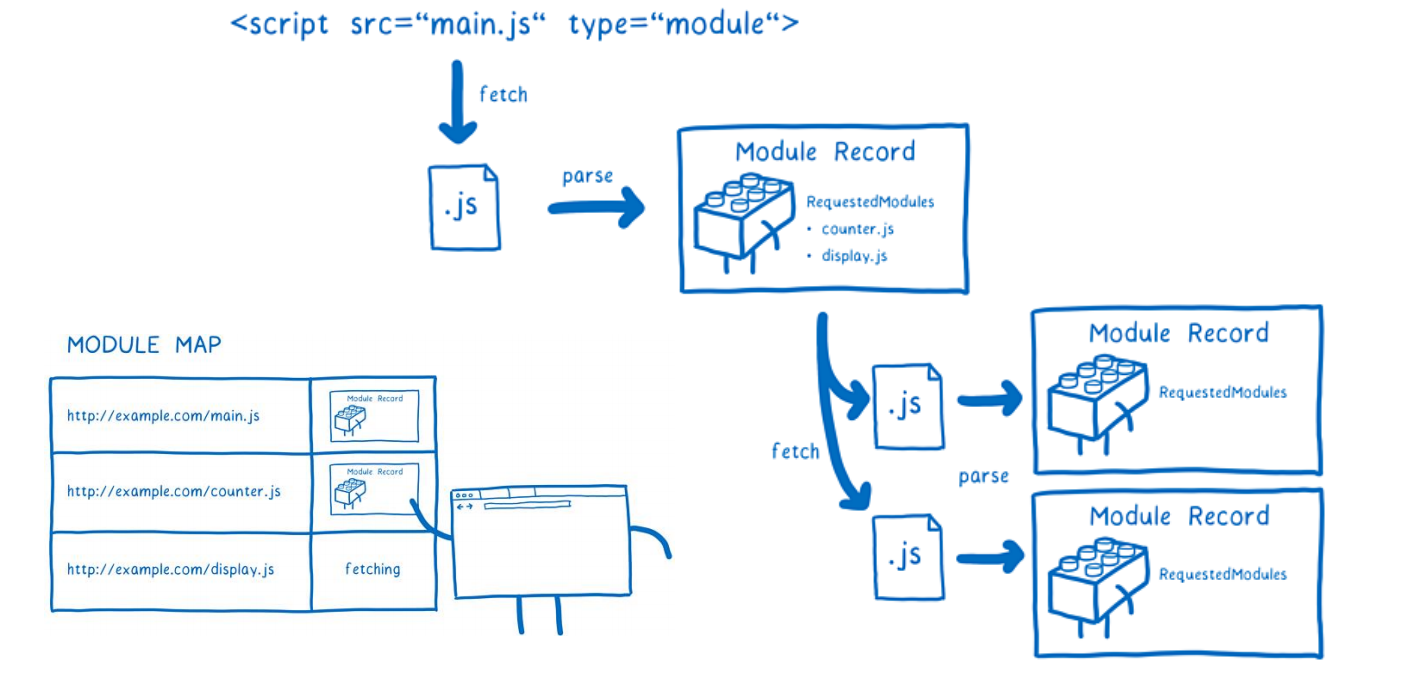 <script src=“main.js“ type=“module“>
fetch
.js
parse
Module Record
RequestedModules
• counter.js
• display.js
fetch
.js
.js
parse
Module Record
RequestedModules
Module Record
RequestedModules
MODULE MAP
http://example.com/main.js
Module Record
http://example.com/counter.js
Module Record
http://example.com/display.js
fetching